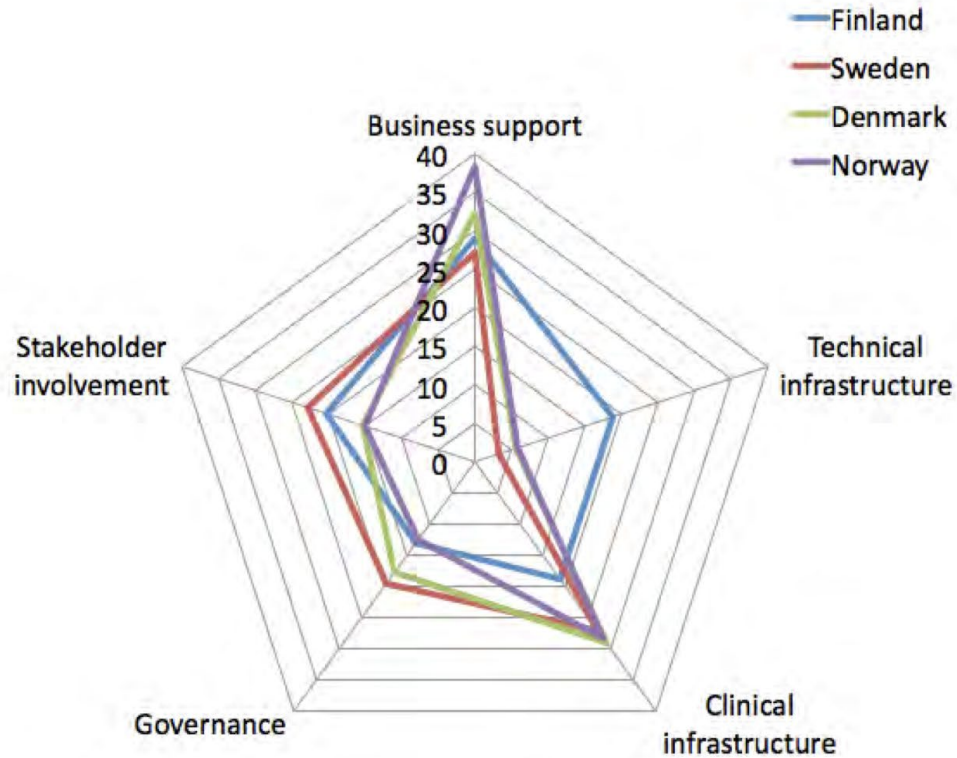 Finland
Sweden
Denmark
Norway
Business support
40
35
30
25
20
15
10
5
0
Stakeholder
involvement
Technical
infrastructure
Governance
Clinical
infrastructure